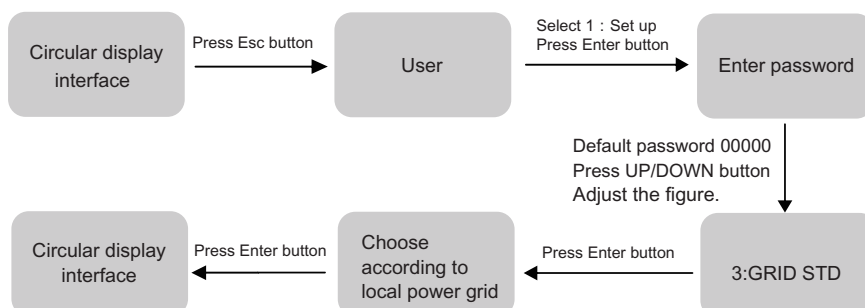 Circular display
interface
Press Esc button
User
Select 1 : Set up
Press Enter button
Enter password
Default password 00000
Press UP/DOWN button
Adjust the figure.
3:GRID STD
Press Enter button
Choose
according to
local power grid
Press Enter button
Circular display
interface